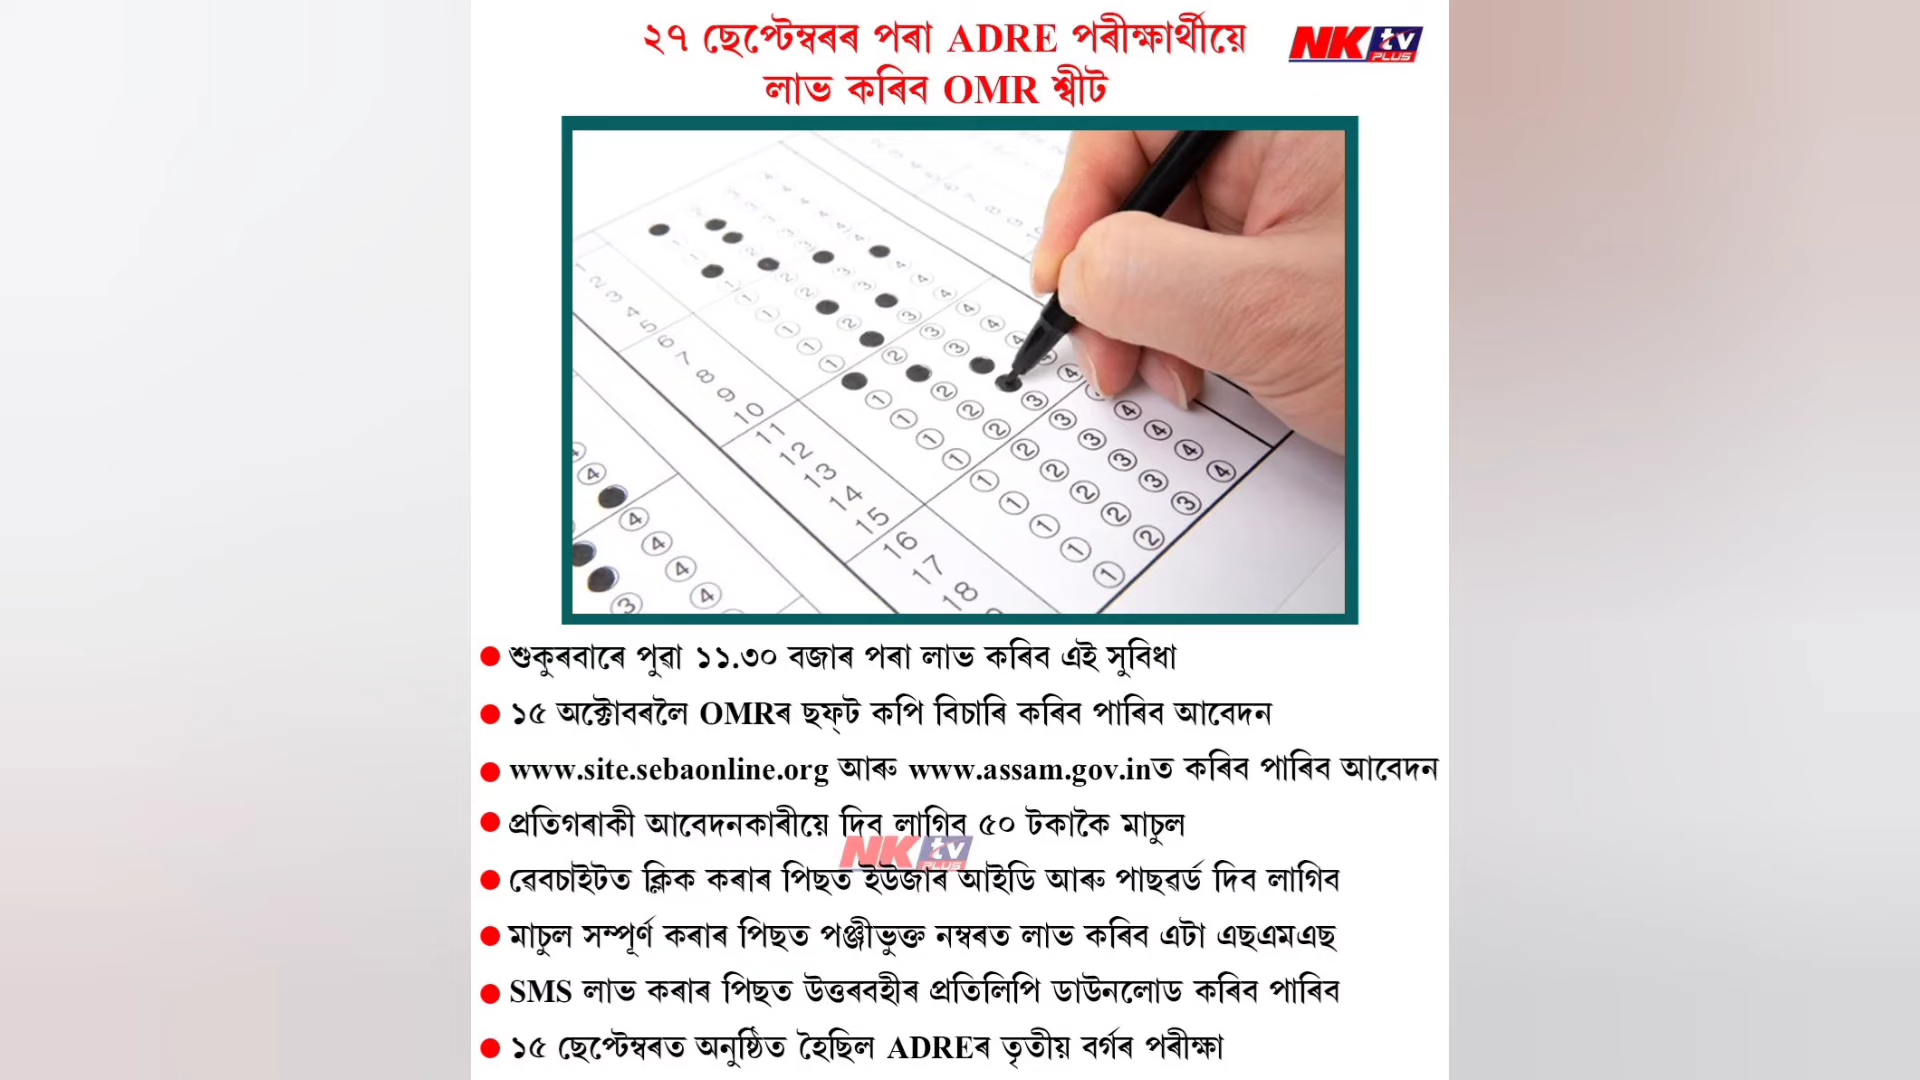 ২৭ ছেপ্টেম্বৰৰ পৰা ADRE পৰীক্ষাৰ্থীয়ে
NK tv PLUS
লাভ কৰিব OMR শ্বীট
শুকুৰবাৰে পুৱা ১১.৩০ বজাৰ পৰা লাভ কৰিব এই সুবিধা
১৫ অক্টোবৰলৈ OMRৰ ছফ্‌ট কপি বিচাৰি কৰিব পাৰিব আবেদন
www.site.sebaonline.org আৰু www.assam.gov.inত কৰিব পাৰিব আবেদন
প্ৰতিগৰাকী আবেদনকাৰীয়ে দিব লাগিব ৫০ টকাকৈ মাচুল
NK tv PLUS
ৱেবচাইটত ক্লিক কৰাৰ পিছত ইউজাৰ আইডি আৰু পাছৱৰ্ড দিব লাগিব
মাচুল সম্পূৰ্ণ কৰাৰ পিছত পঞ্জীভুক্ত নম্বৰত লাভ কৰিব এটা এছএমএছ
SMS লাভ কৰাৰ পিছত উত্তৰবহীৰ প্ৰতিলিপি ডাউনলোড কৰিব পাৰিব
১৫ ছেপ্টেম্বৰত অনুষ্ঠিত হৈছিল ADREৰ তৃতীয় বৰ্গৰ পৰীক্ষা